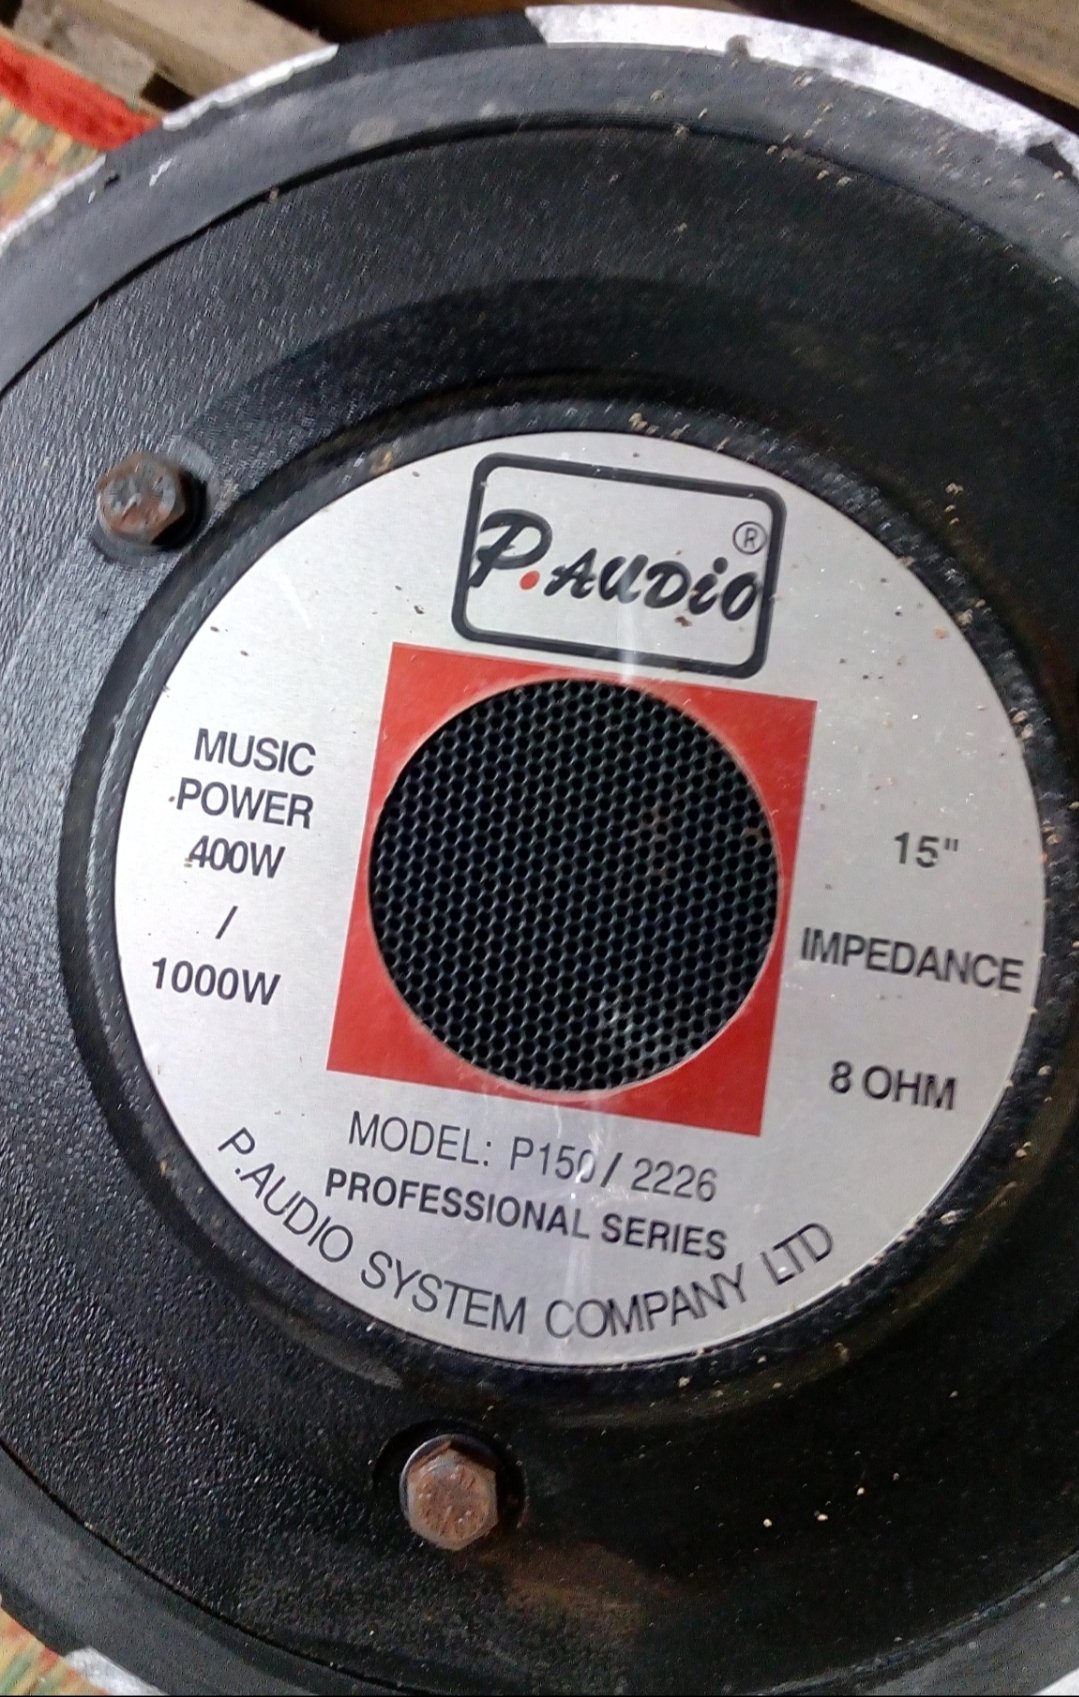 P.AUDIO ®
MUSIC
POWER
400W
/
1000W
15"
IMPEDANCE
8 OHM
MODEL: P150/2226
PROFESSIONAL SERIES
P.AUDIO SYSTEM COMPANY LTD